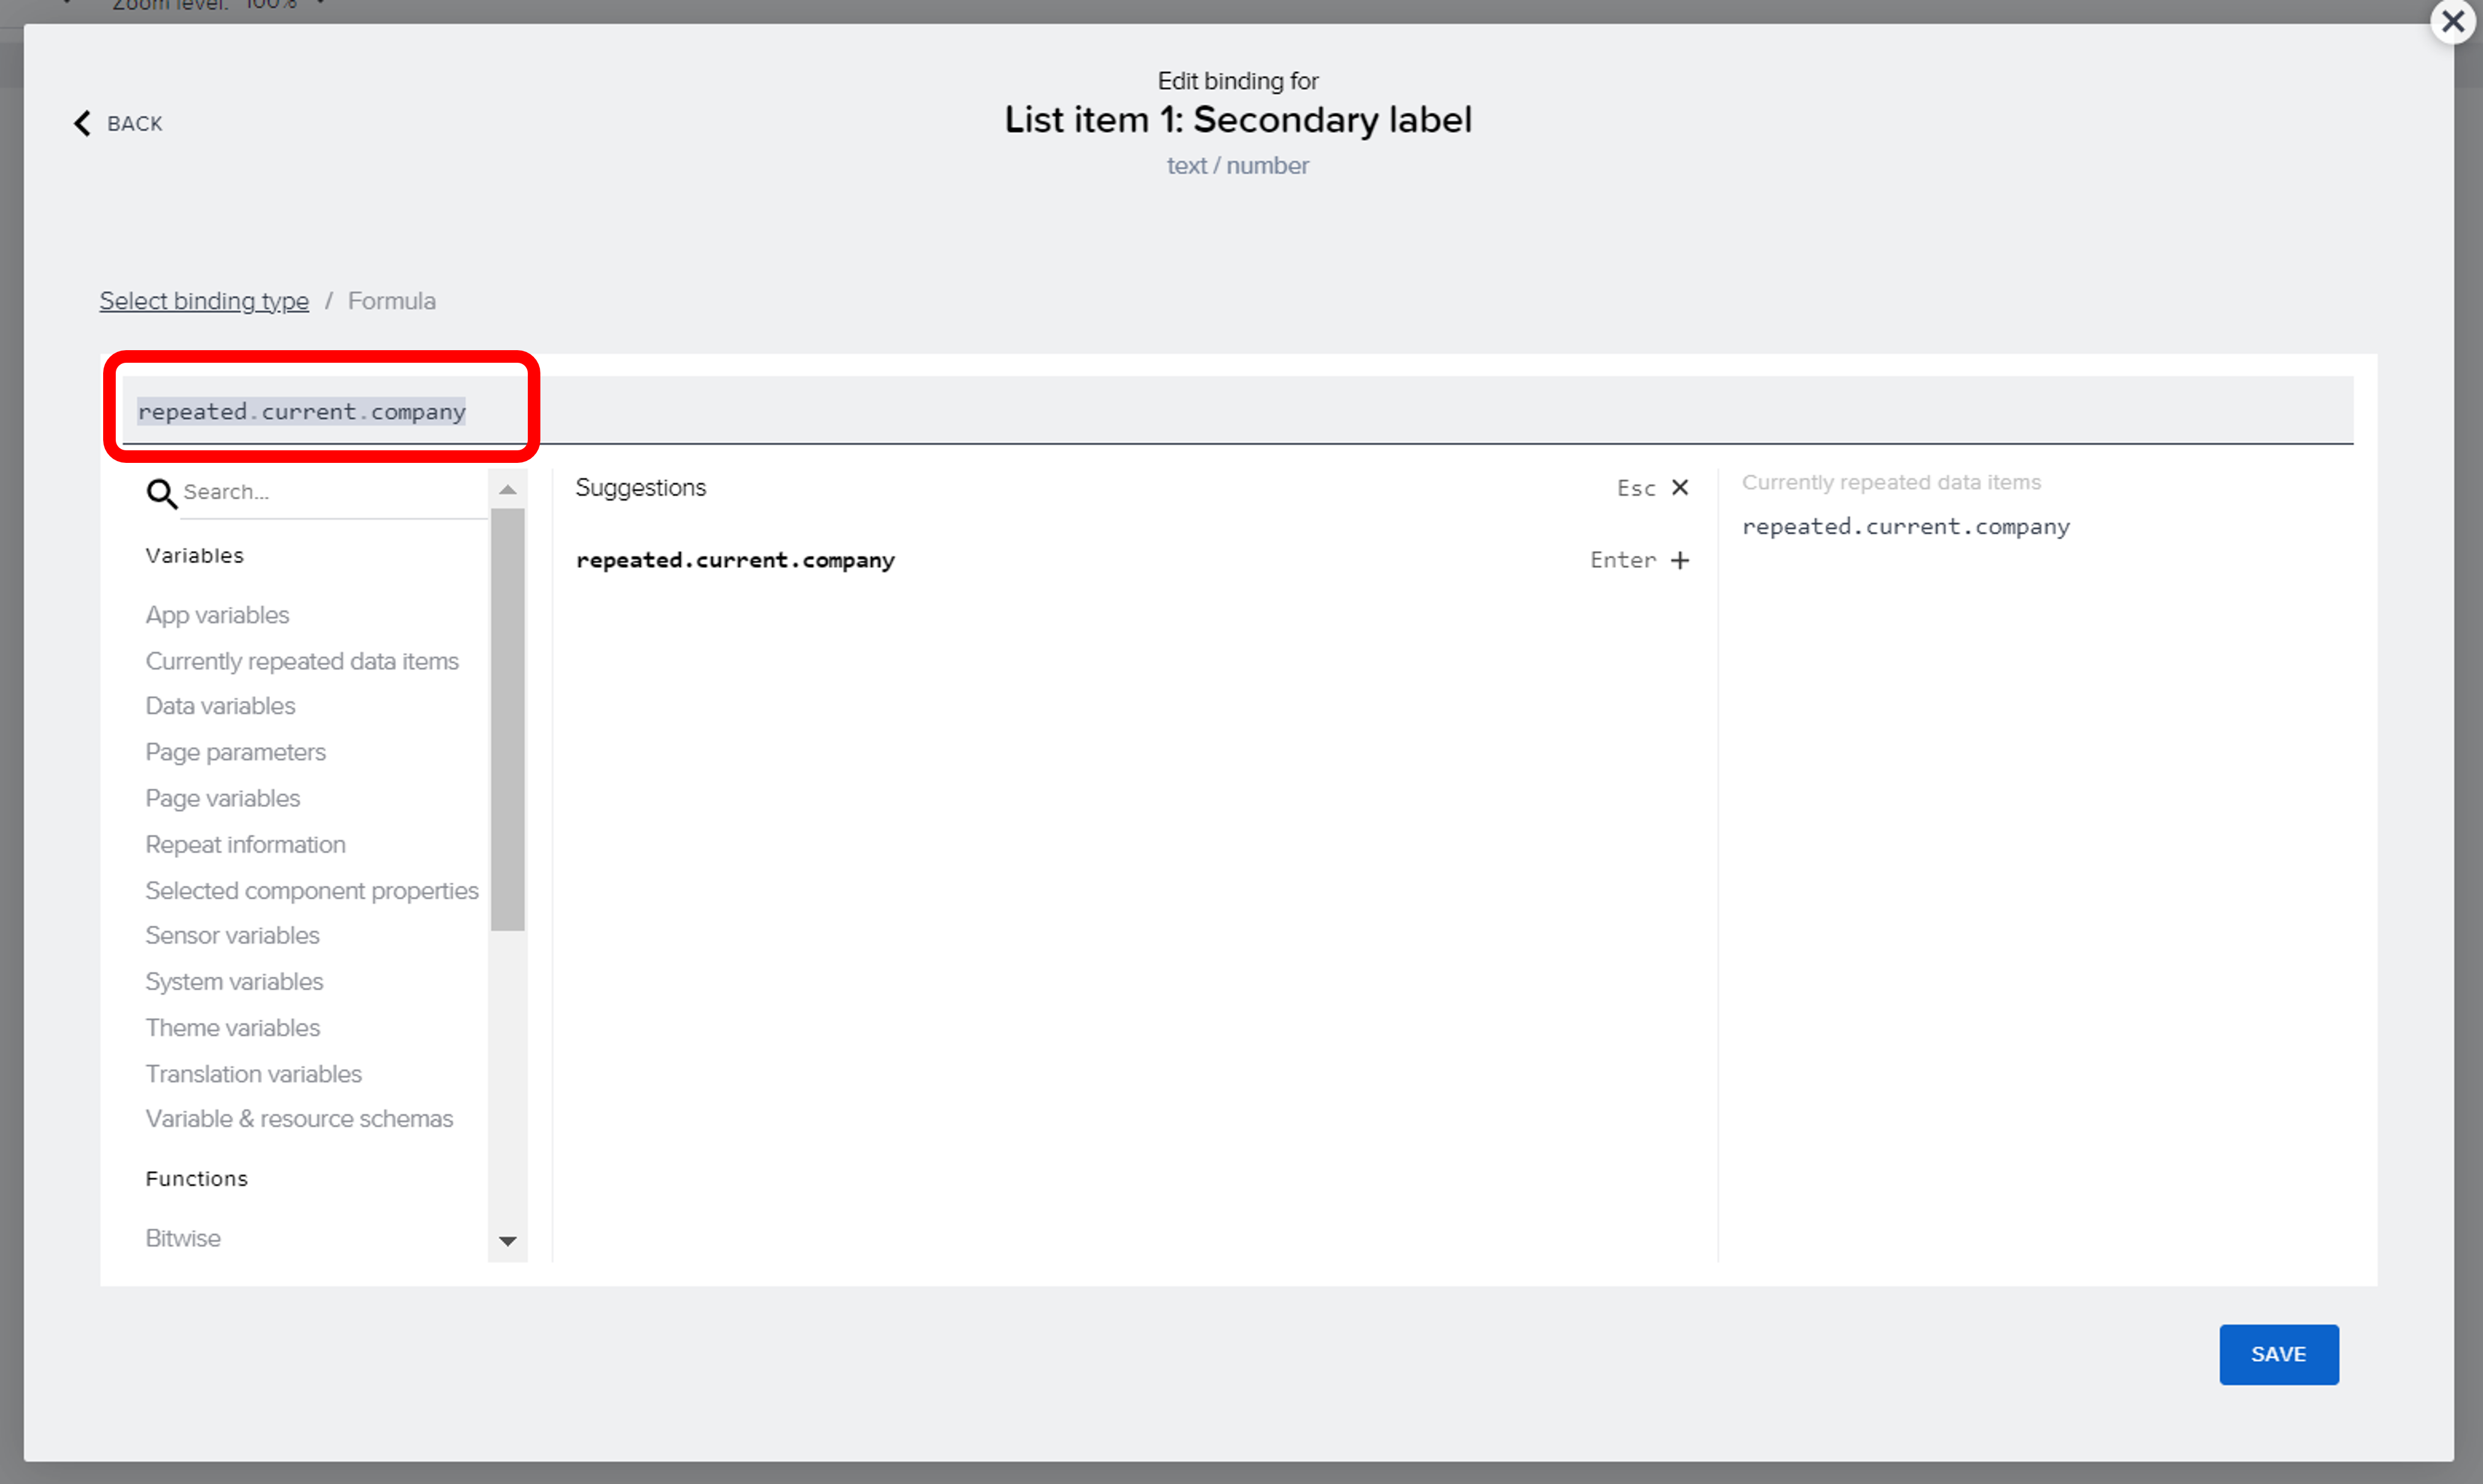 Zoom level: 100%
Edit binding for
List item 1: Secondary label
text / number
BACK
Select binding type / Formula
repeated.current.company
Search...
Variables
App variables
Currently repeated data items
Data variables
Page parameters
Page variables
Repeat information
Selected component properties
Sensor variables
System variables
Theme variables
Translation variables
Variable & resource schemas
Functions
Bitwise
Suggestions Esc
repeated.current.company Enter +
Currently repeated data items
repeated.current.company
SAVE